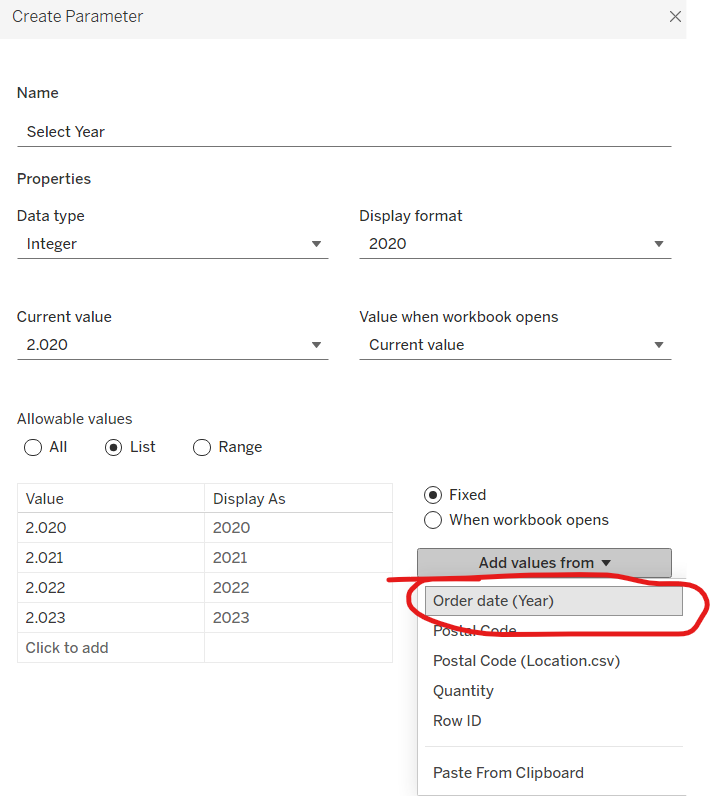 Create Parameter
Name
Select Year
Properties
Data type Display format
Integer 2020
Current value Value when workbook opens
2.020 Current value
Allowable values
All List Range
Value Display As Fixed
2.020 2020 When workbook opens
2.021 2021 Add values from
2.022 2022 Order date (Year)
2.023 2023 Postal Code
Click to add Postal Code (Location.csv)
Quantity
Row ID
Paste From Clipboard